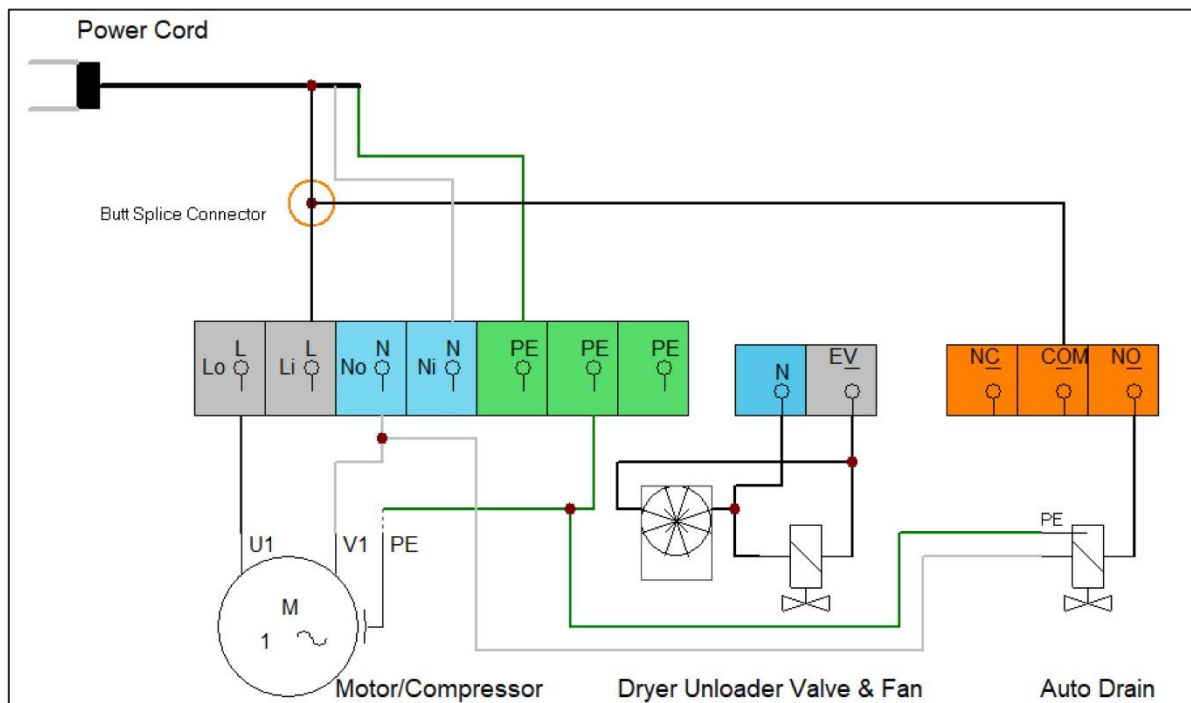 Power Cord
Butt Splice Connector
L L N N PE PE PE
Lo Li No Ni
N EV
NC COM NO
U1 V1 PE
PE
M
1
Motor/Compressor Dryer Unloader Valve & Fan Auto Drain